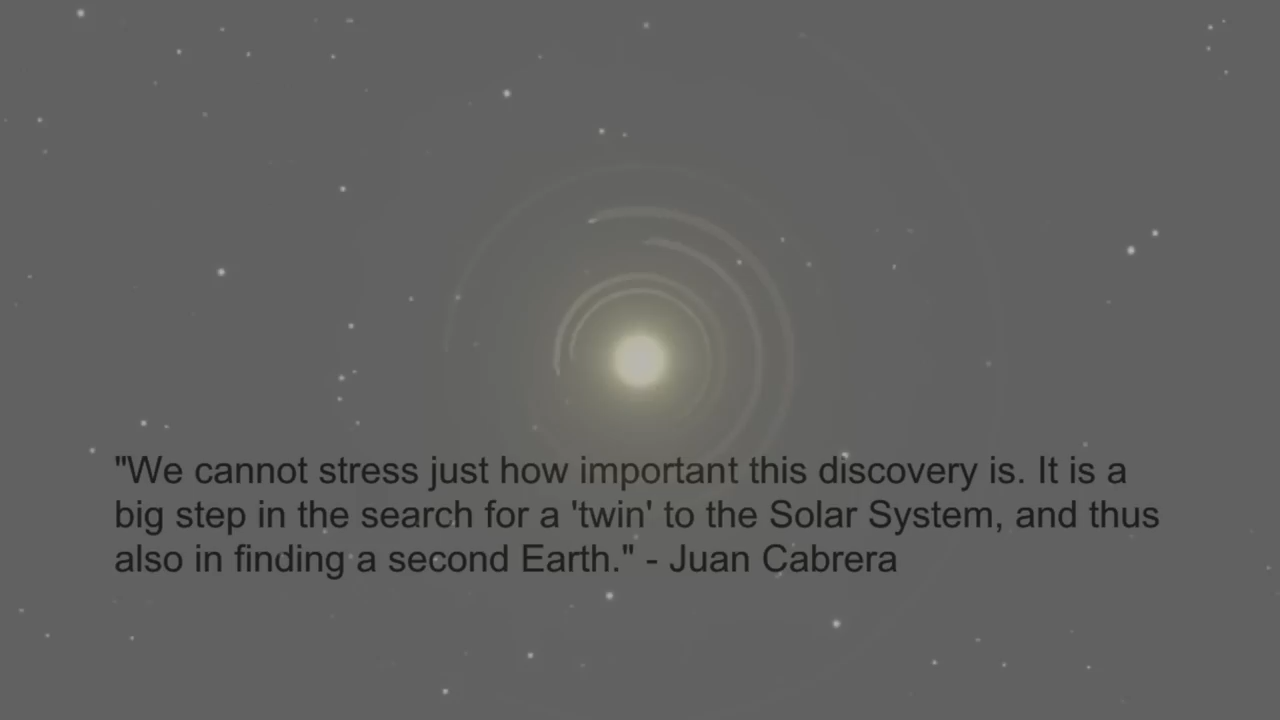 "We cannot stress just how important this discovery is. It is a
big step in the search for a 'twin' to the Solar System, and thus
also in finding a second Earth." - Juan Cabrera